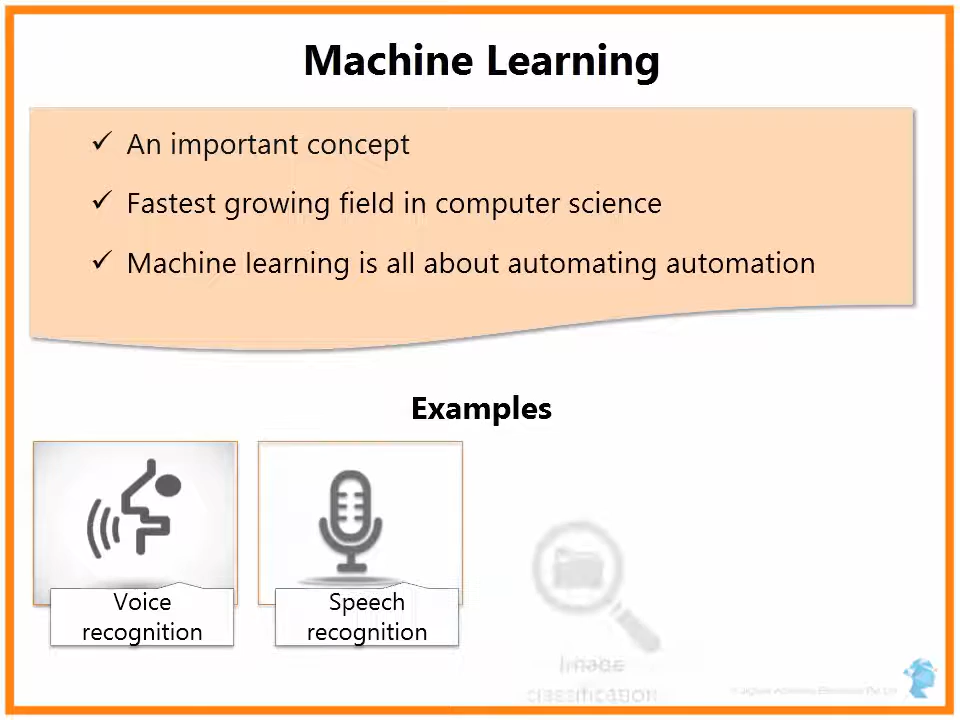 Machine Learning
✓ An important concept
✓ Fastest growing field in computer science
✓ Machine learning is all about automating automation
Examples
Voice
recognition
Speech
recognition
Image
classification